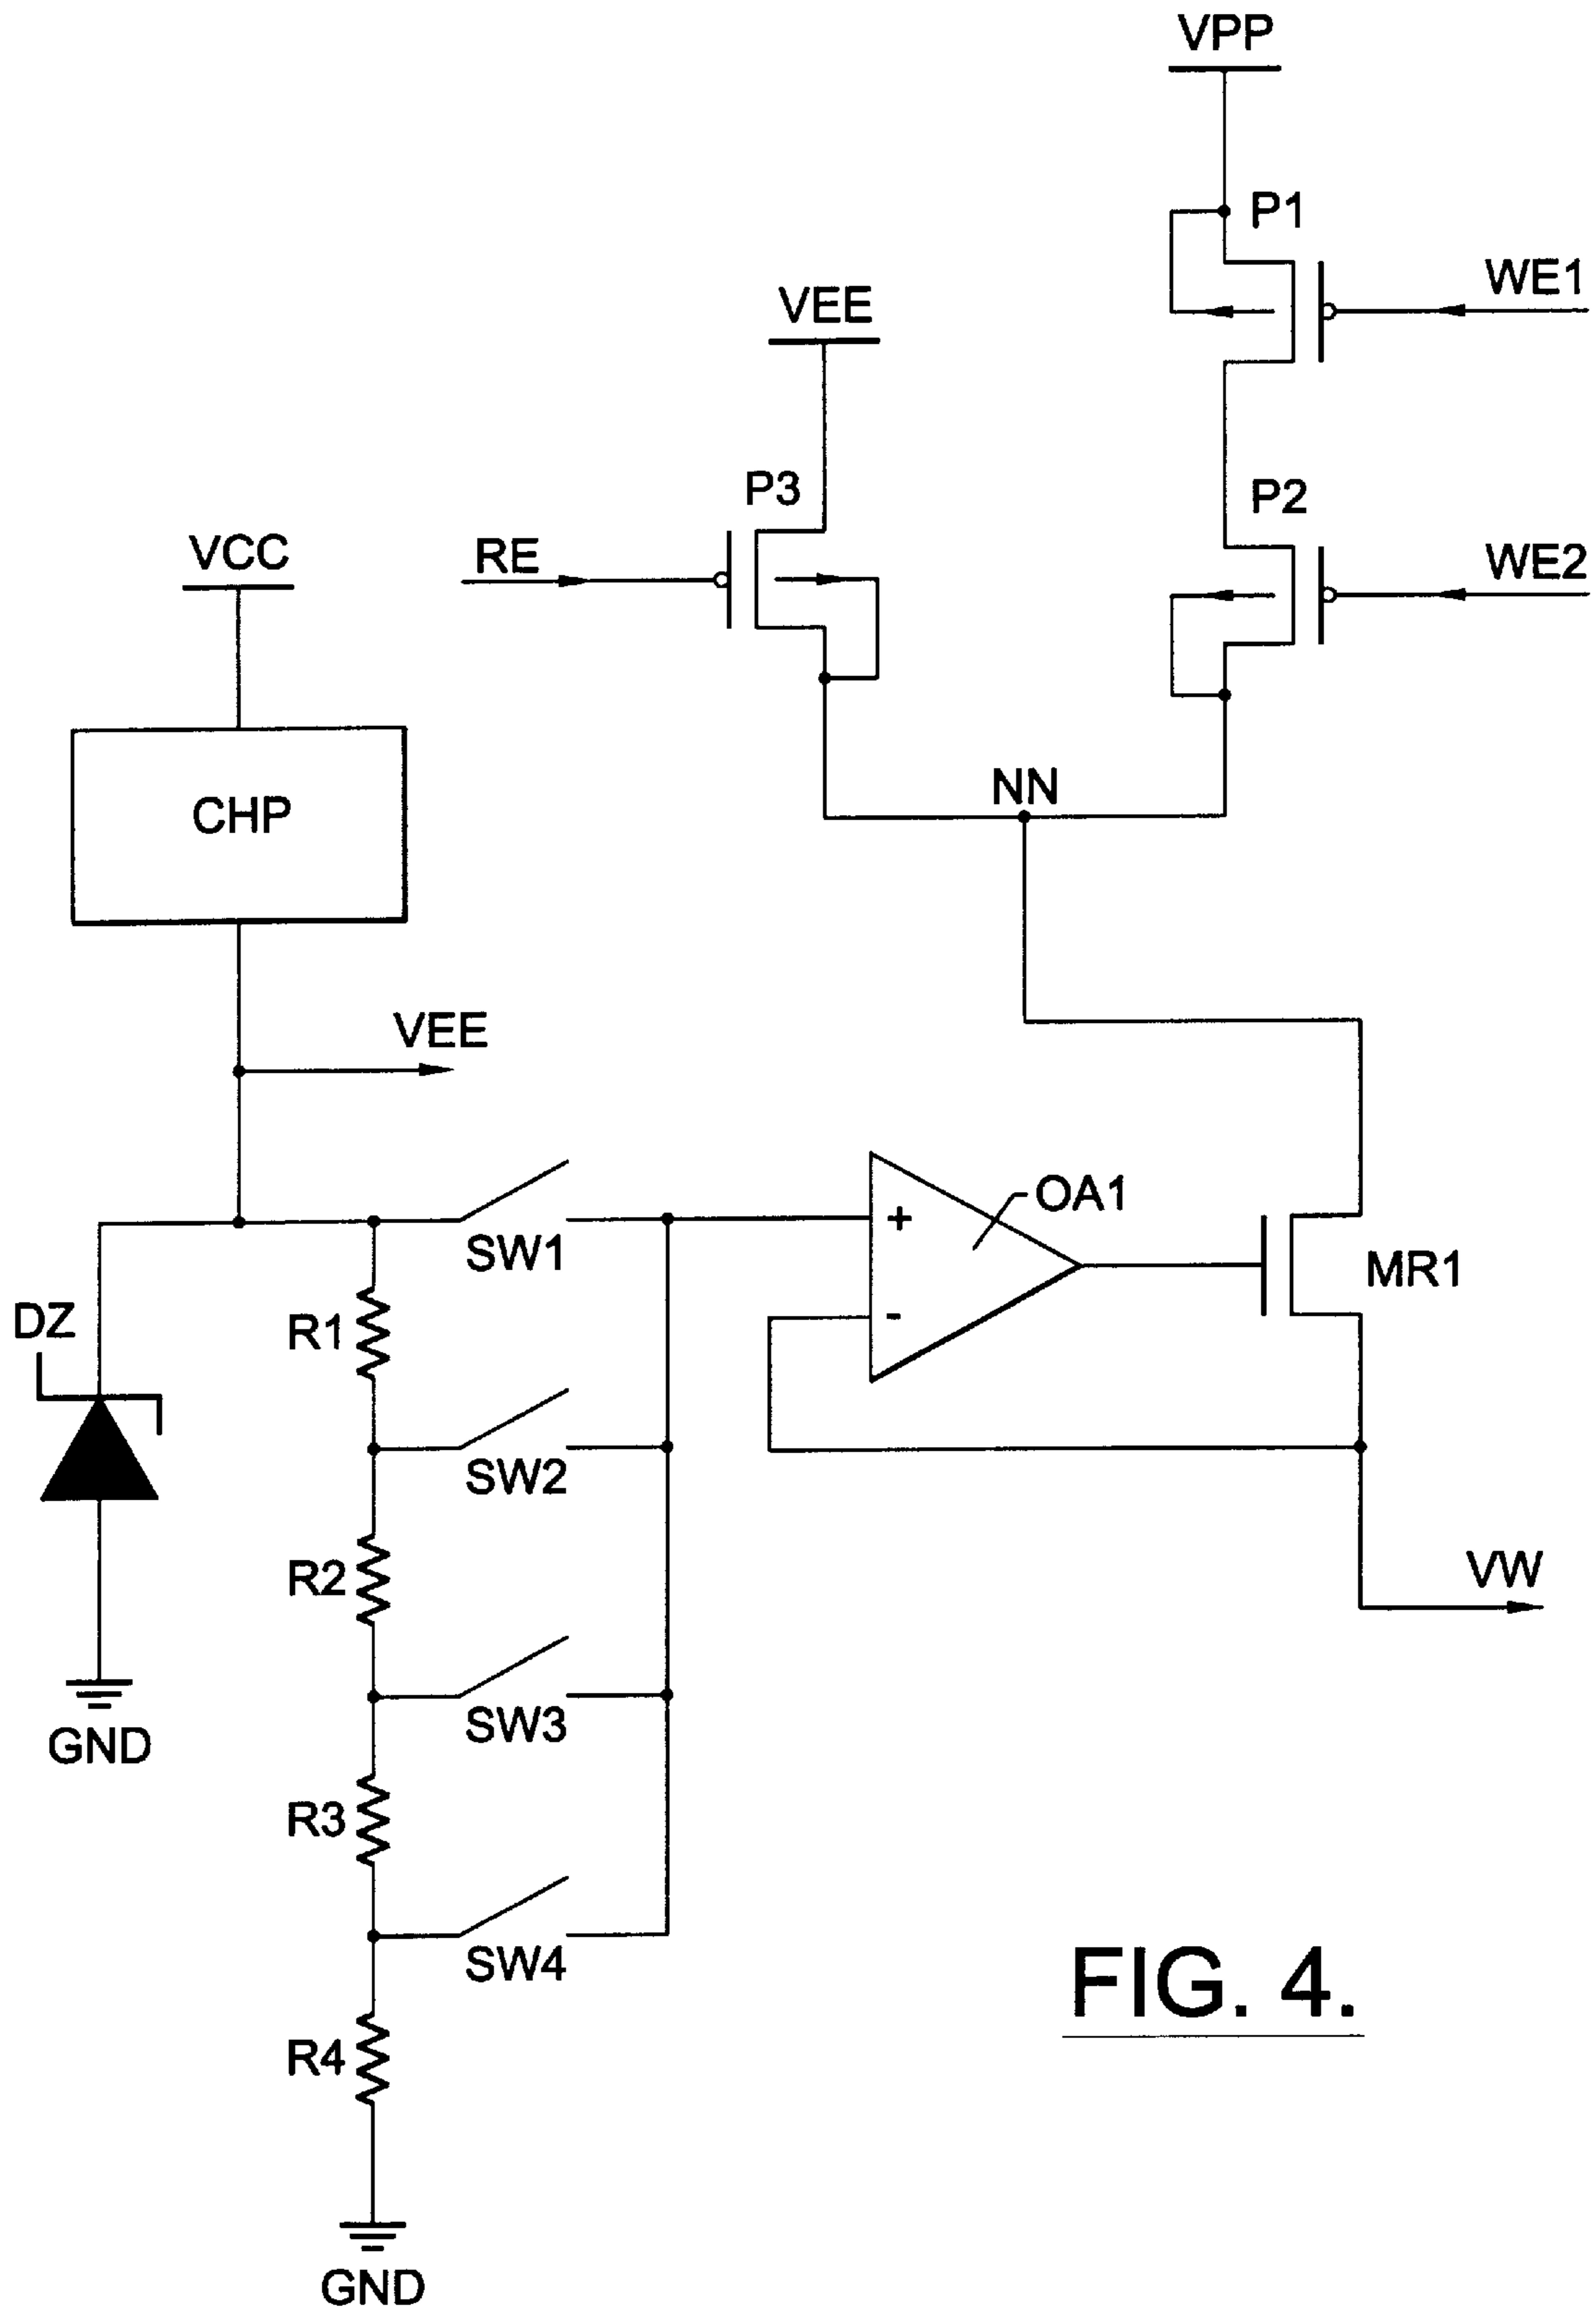 VPP
P1
WE1
VEE
P3
P2
RE
WE2
VCC
CHP
NN
VEE
SW1
+
OA1
MR1
DZ
R1
-
SW2
R2
VW
SW3
GND
R3
SW4
R4
GND
FIG. 4.